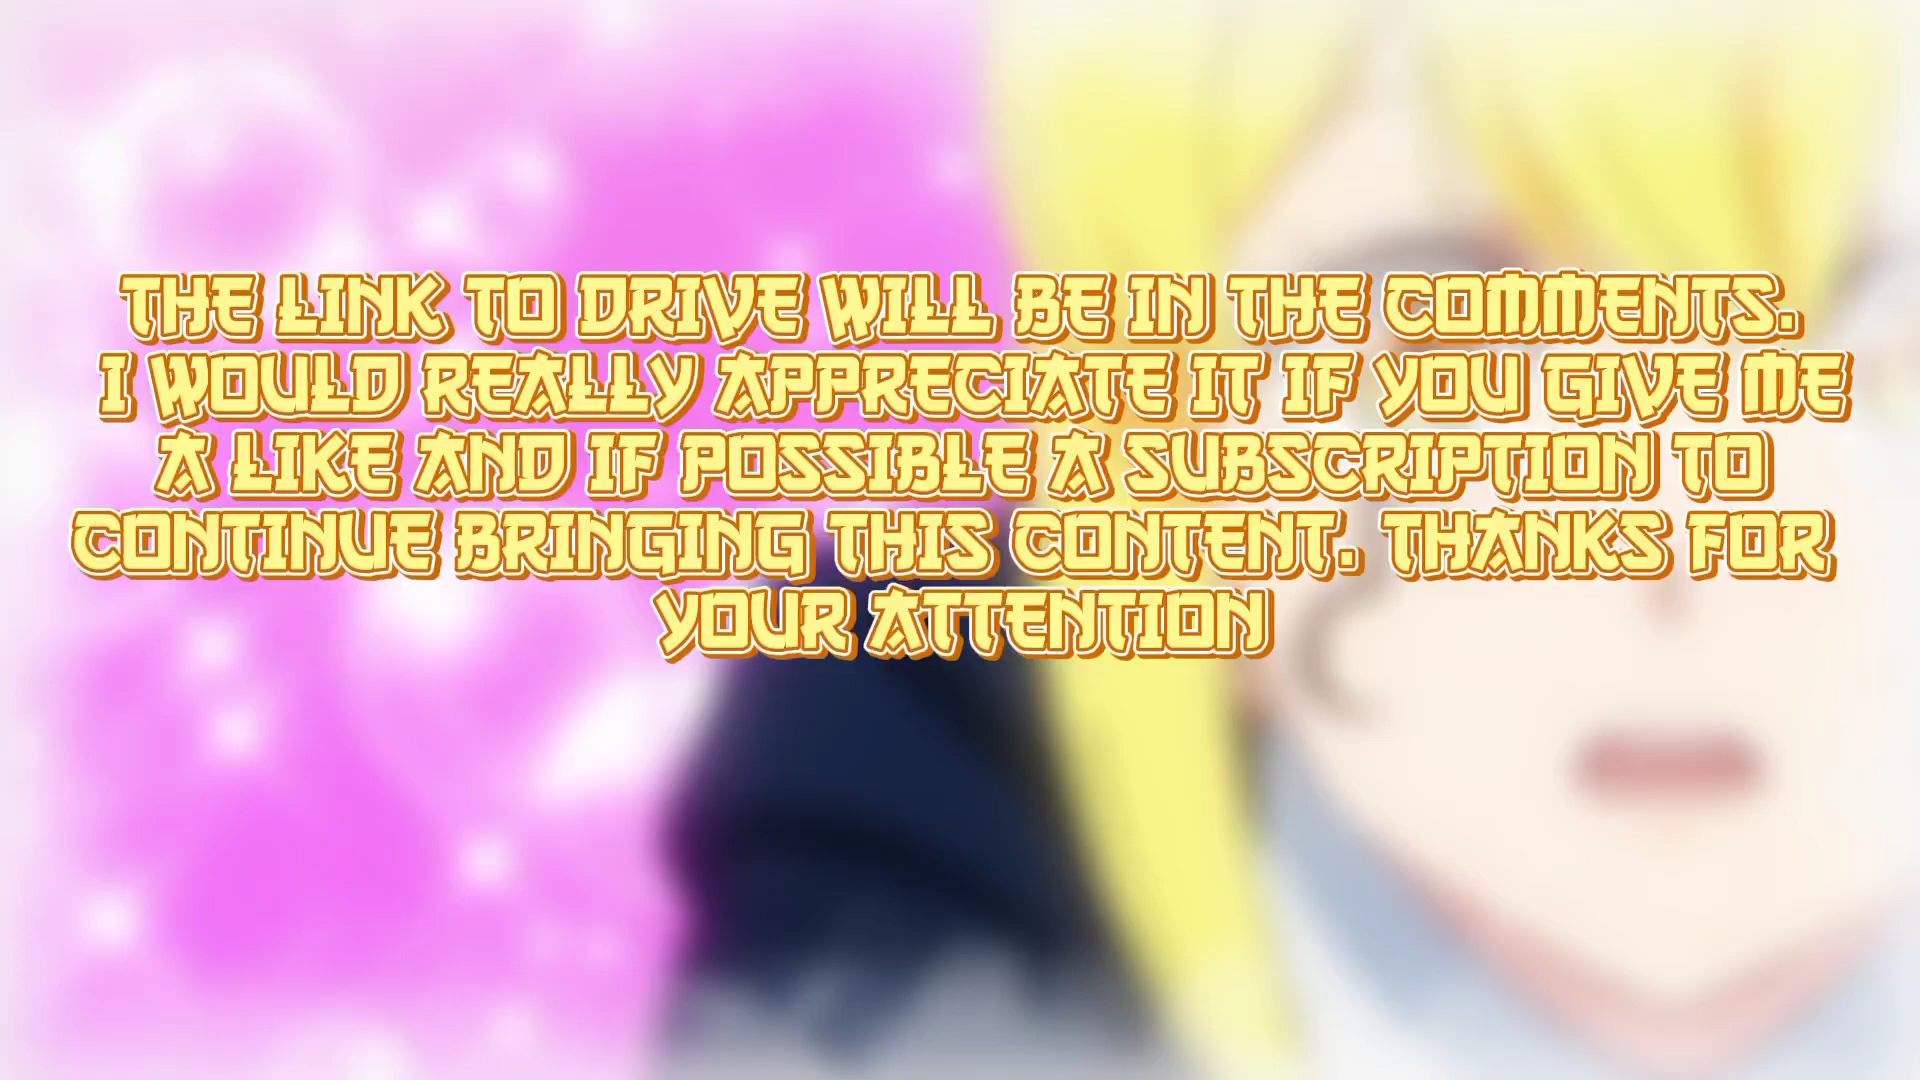 THE LINK TO DRIVE WILL BE IN THE COMMENTS.
I WOULD REALLY APPRECIATE IT IF YOU GIVE ME
A LIKE AND IF POSSIBLE A SUBSCRIPTION TO
CONTINUE BRINGING THIS CONTENT. THANKS FOR
YOUR ATTENTION